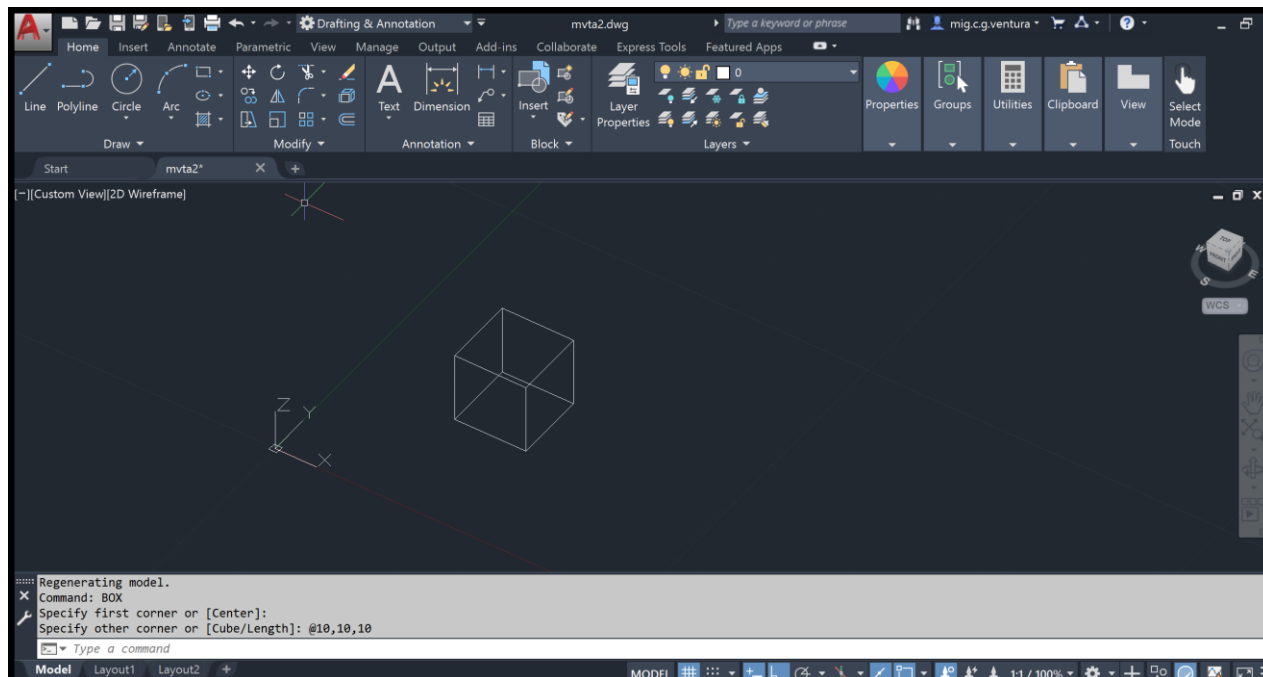 Drafting & Annotation mvta2.dwg Type a keyword or phrase mig.c.g.ventura
Home Insert Annotate Parametric View Manage Output Add-ins Collaborate Express Tools Featured Apps
0
Line Polyline Circle Arc Text Dimension Insert Layer Properties Properties Groups Utilities Clipboard View Select Mode
Draw Modify Annotation Block Layers Touch
Start mvta2* +
[−][Custom View][2D Wireframe]
TOP
FRONT
W
S
E
WCS
Z
Y
X
Regenerating model.
Command: BOX
Specify first corner or [Center]:
Specify other corner or [Cube/Length]: @10,10,10
Type a command
Model Layout1 Layout2 + MODEL 1:1 / 100%